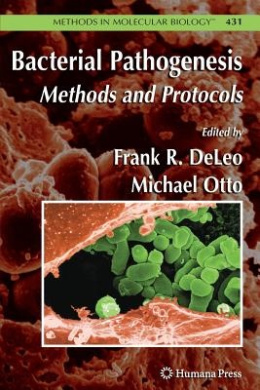 METHODS IN MOLECULAR BIOLOGY™ 431
Bacterial Pathogenesis
Methods and Protocols
Edited by
Frank R. DeLeo
Michael Otto
Humana Press